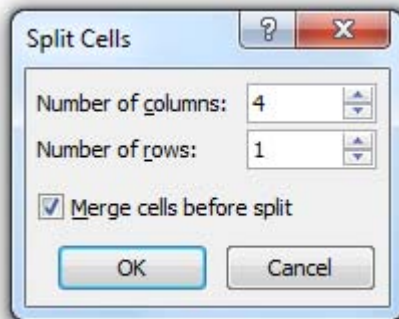 Split Cells
?
X
Number of columns: 4
Number of rows: 1
Merge cells before split
OK
Cancel